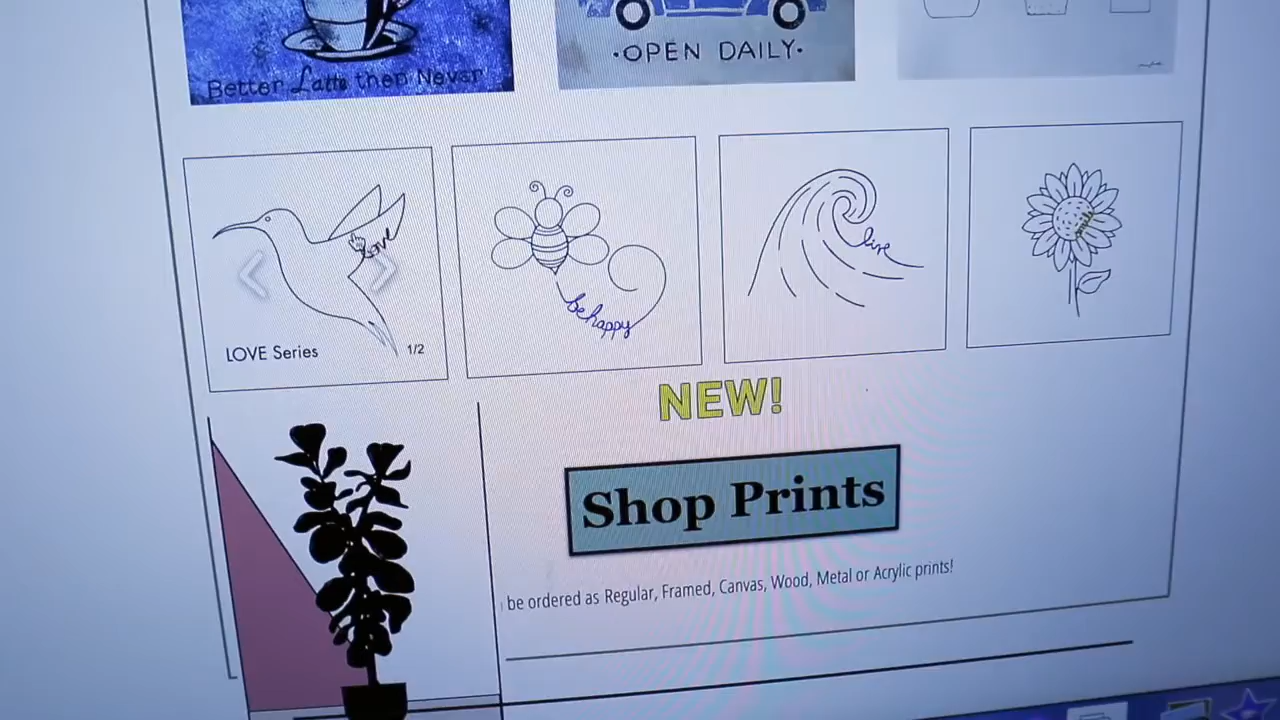 Better Latte then Never
·OPEN DAILY·
love
LOVE Series
1/2
be happy
live
NEW!
Shop Prints
be ordered as Regular, Framed, Canvas, Wood, Metal or Acrylic prints!